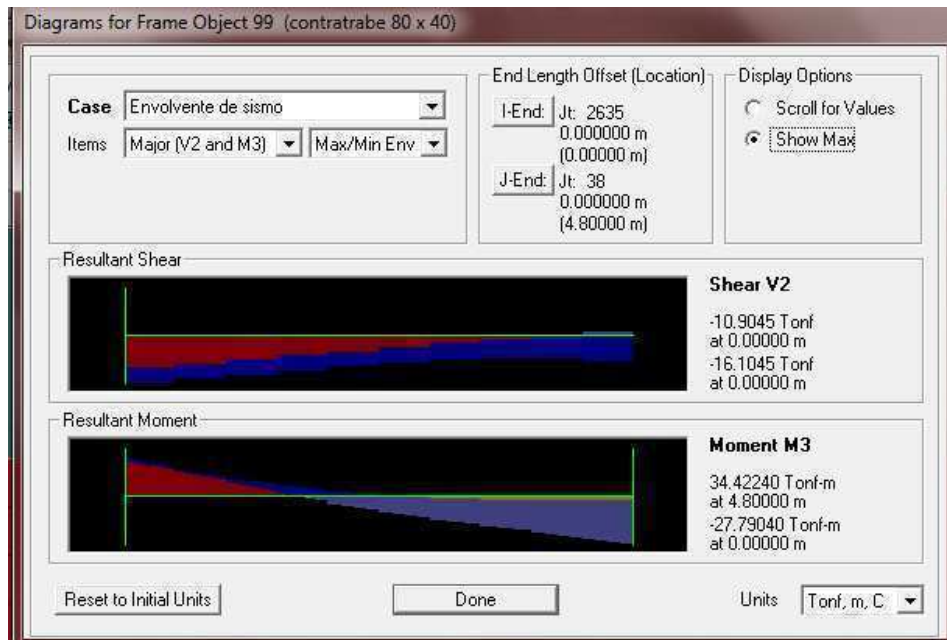 Diagrams for Frame Object 99 (contratrabe 80 x 40)
Case Envolvente de sismo
Items Major (V2 and M3) Max/Min Env
End Length Offset (Location)
I-End: Jt: 2635
0.000000 m
(0.00000 m)
J-End: Jt: 38
0.000000 m
(4.80000 m)
Display Options
Scroll for Values
Show Max
Resultant Shear
Shear V2
-10.9045 Tonf
at 0.00000 m
-16.1045 Tonf
at 0.00000 m
Resultant Moment
Moment M3
34.42240 Tonf-m
at 4.80000 m
-27.79040 Tonf-m
at 0.00000 m
Reset to Initial Units
Done
Units Tonf, m, C